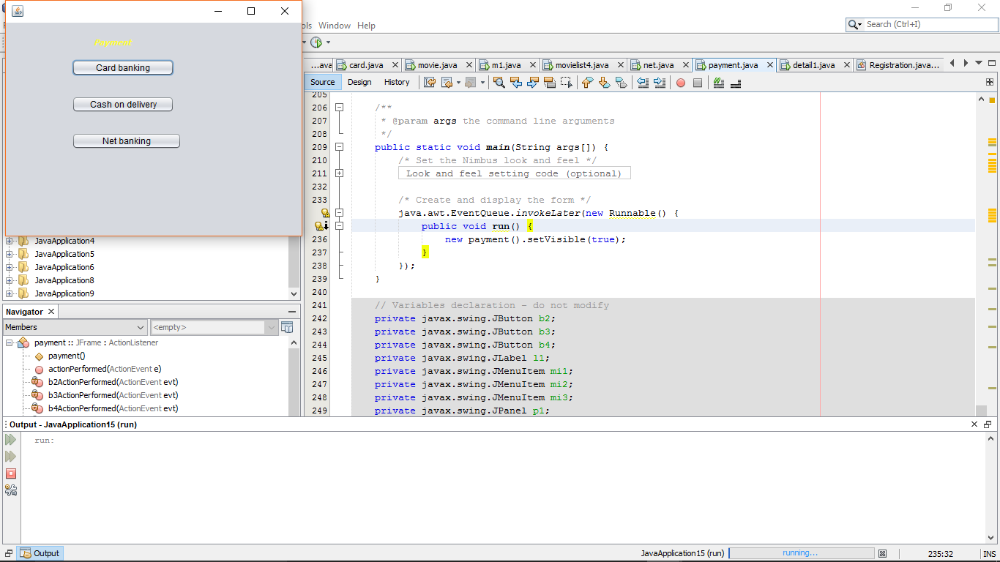 Payment
Card banking
Cash on delivery
Net banking
Window Help
Search (Ctrl+I)
...ava card.java movie.java m1.java movielist4.java net.java payment.java detail1.java Registration.java...
Source Design History
205
206 /**
207 * @param args the command line arguments
208 */
209 public static void main(String args[]) {
210 /* Set the Nimbus look and feel */
211 Look and feel setting code (optional)
232
233 /* Create and display the form */
java.awt.EventQueue.invokeLater(new Runnable() {
public void run() {
236 new payment().setVisible(true);
237 }
238 });
239 }
240
241 // Variables declaration - do not modify
242 private javax.swing.JButton b2;
243 private javax.swing.JButton b3;
244 private javax.swing.JButton b4;
245 private javax.swing.JLabel l1;
246 private javax.swing.JMenuItem mi1;
247 private javax.swing.JMenuItem mi2;
248 private javax.swing.JMenuItem mi3;
249 private javax.swing.JPanel p1;
JavaApplication4
JavaApplication5
JavaApplication6
JavaApplication8
JavaApplication9
Navigator
Members <empty>
payment :: JFrame : ActionListener
payment()
actionPerformed(ActionEvent e)
b2ActionPerformed(ActionEvent evt)
b3ActionPerformed(ActionEvent evt)
b4ActionPerformed(ActionEvent evt)
Output - JavaApplication15 (run)
run:
Output
JavaApplication15 (run) running... 235:32 INS